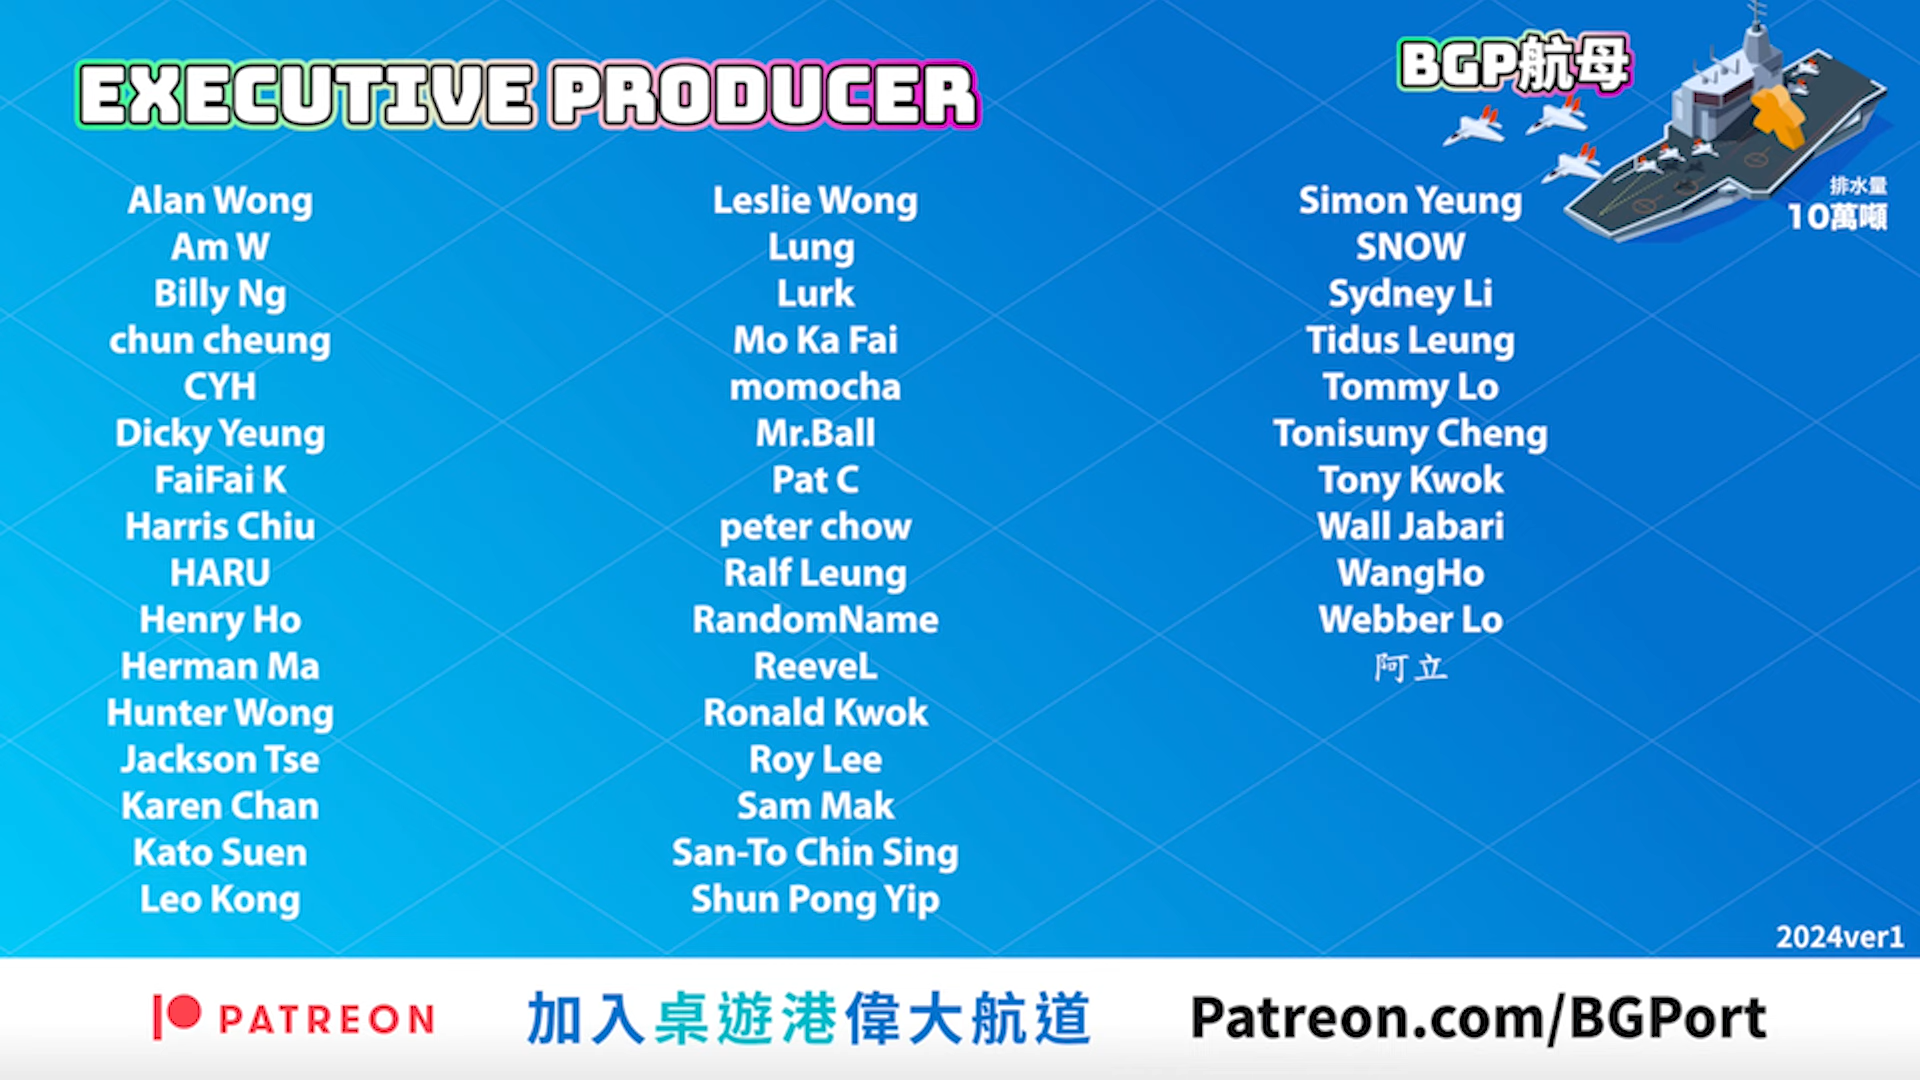 EXECUTIVE PRODUCER
BGP航母
排水量
10萬噸
Alan Wong
Am W
Billy Ng
chun cheung
CYH
Dicky Yeung
FaiFai K
Harris Chiu
HARU
Henry Ho
Herman Ma
Hunter Wong
Jackson Tse
Karen Chan
Kato Suen
Leo Kong
Leslie Wong
Lung
Lurk
Mo Ka Fai
momocha
Mr.Ball
Pat C
peter chow
Ralf Leung
RandomName
ReeveL
Ronald Kwok
Roy Lee
Sam Mak
San-To Chin Sing
Shun Pong Yip
Simon Yeung
SNOW
Sydney Li
Tidus Leung
Tommy Lo
Tonisuny Cheng
Tony Kwok
Wall Jabari
WangHo
Webber Lo
阿立
2024ver1
PATREON
加入桌遊港偉大航道
Patreon.com/BGPort